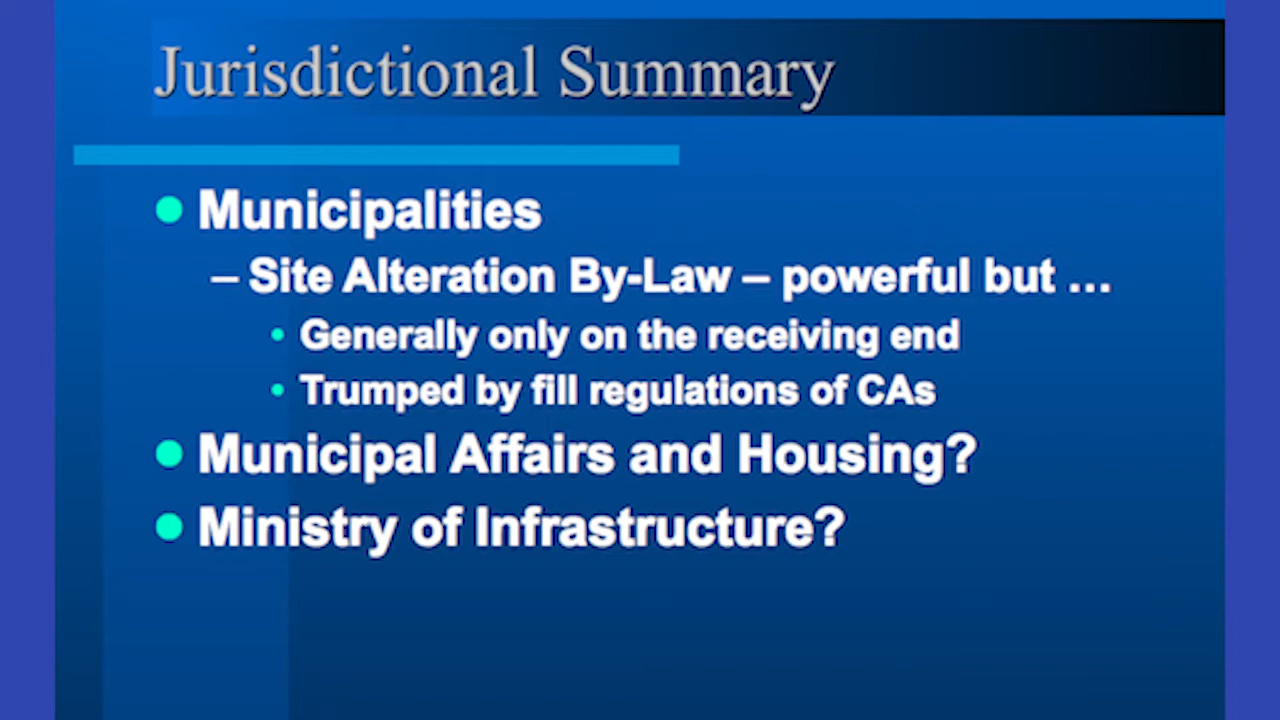 Jurisdictional Summary
Municipalities
– Site Alteration By-Law – powerful but …
Generally only on the receiving end
Trumped by fill regulations of CAs
Municipal Affairs and Housing?
Ministry of Infrastructure?